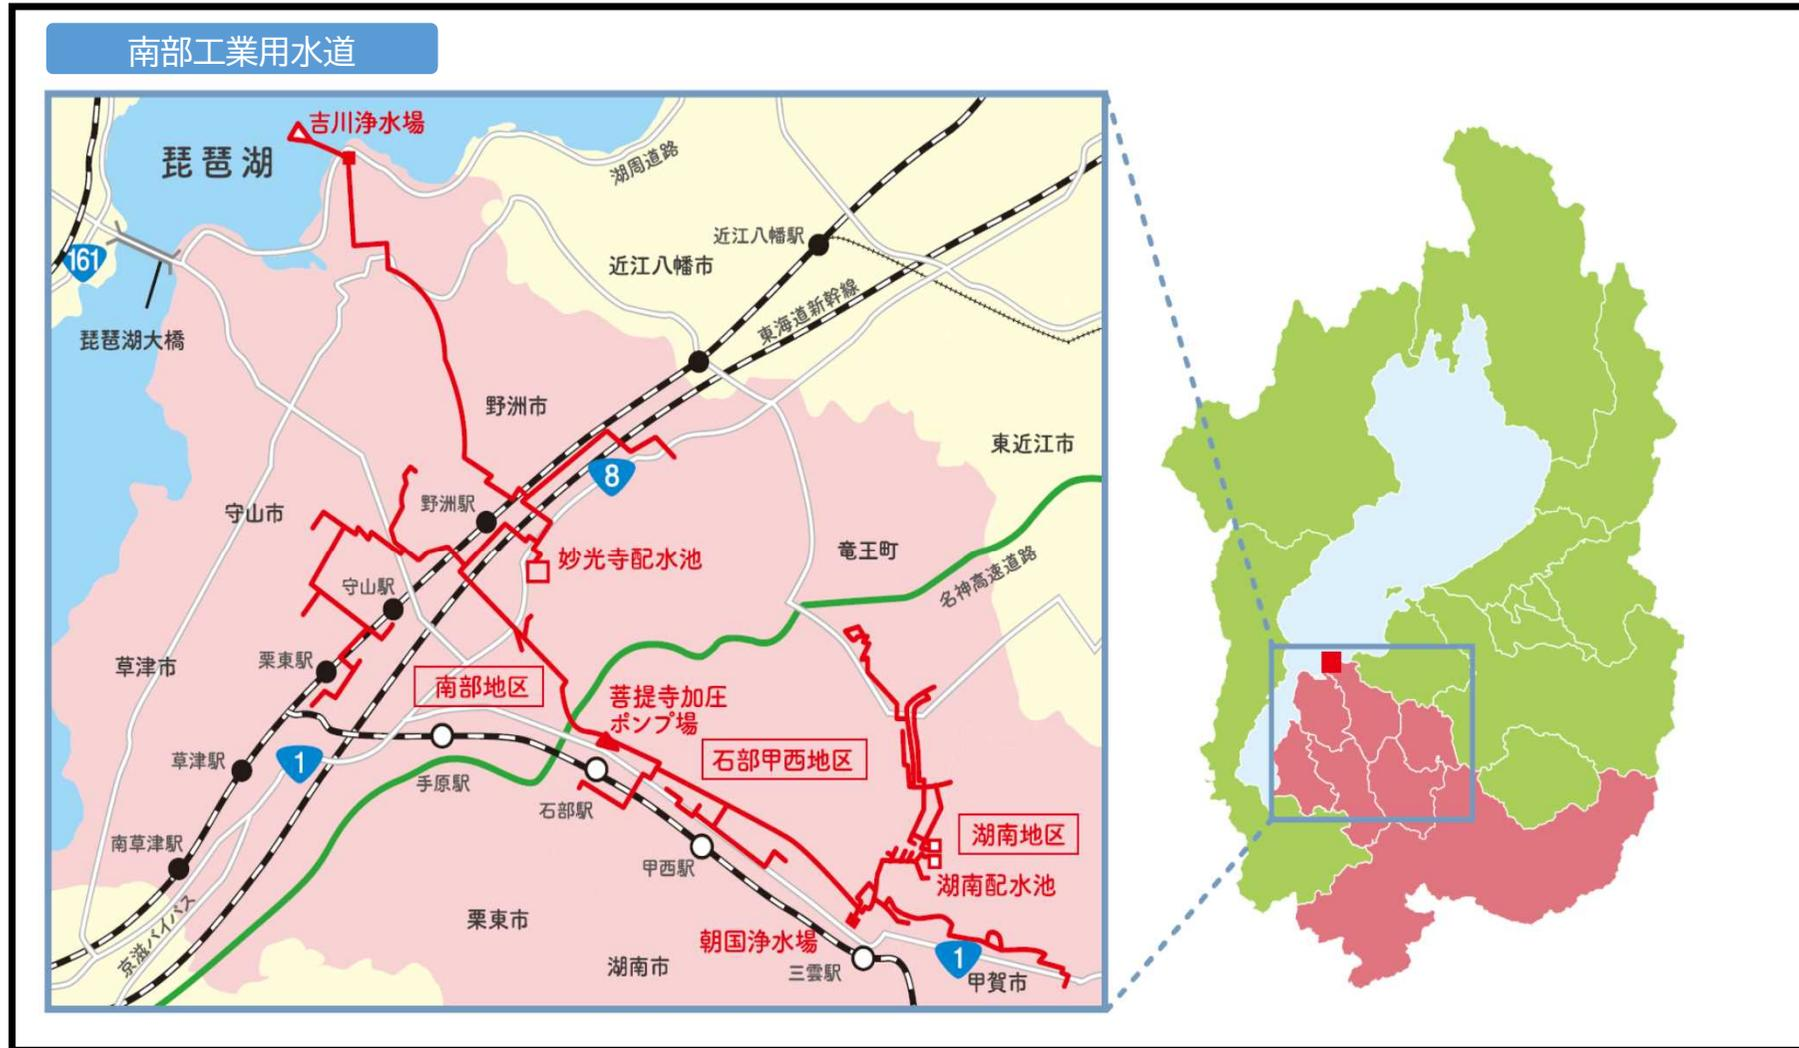 南部工業用水道
吉川浄水場
琵琶湖
湖周道路
161
近江八幡駅
近江八幡市
東海道新幹線
琵琶湖大橋
野洲市
東近江市
8
野洲駅
守山市
竜王町
妙光寺配水池
名神高速道路
守山駅
栗東駅
草津市
南部地区
菩提寺加圧
ポンプ場
石部甲西地区
1
草津駅
手原駅
石部駅
湖南地区
南草津駅
甲西駅
湖南配水池
京滋バイパス
栗東市
朝国浄水場
湖南市
三雲駅
1
甲賀市